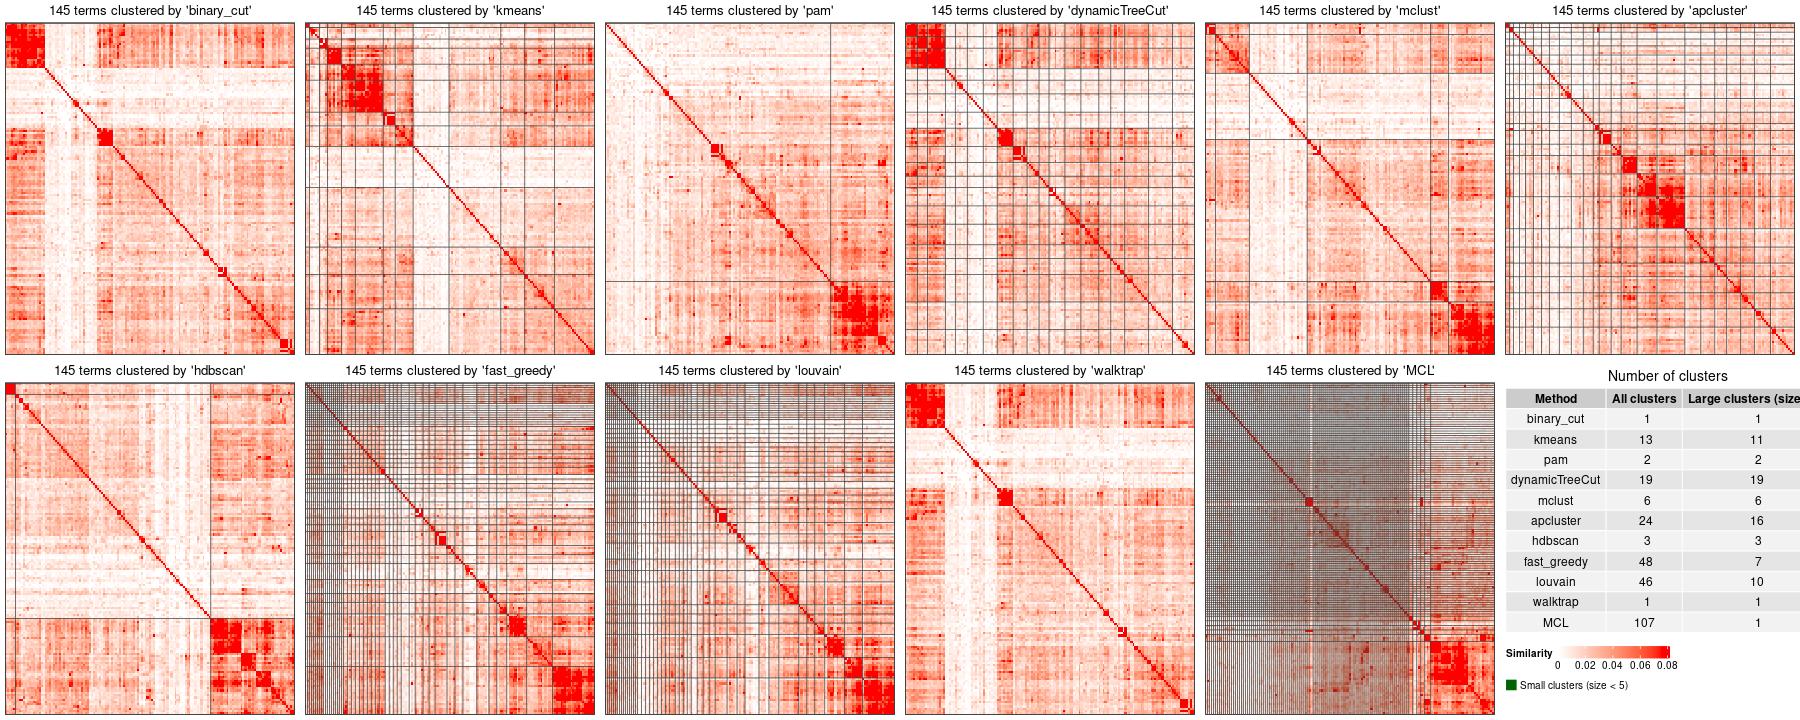 145 terms clustered by 'binary_cut'
145 terms clustered by 'kmeans'
145 terms clustered by 'pam'
145 terms clustered by 'dynamicTreeCut'
145 terms clustered by 'mclust'
145 terms clustered by 'apcluster'
145 terms clustered by 'hdbscan'
145 terms clustered by 'fast_greedy'
145 terms clustered by 'louvain'
145 terms clustered by 'walktrap'
145 terms clustered by 'MCL'
Number of clusters
Method All clusters Large clusters (size
binary_cut 1 1
kmeans 13 11
pam 2 2
dynamicTreeCut 19 19
mclust 6 6
apcluster 24 16
hdbscan 3 3
fast_greedy 48 7
louvain 46 10
walktrap 1 1
MCL 107 1
Similarity
0 0.02 0.04 0.06 0.08
Small clusters (size < 5)